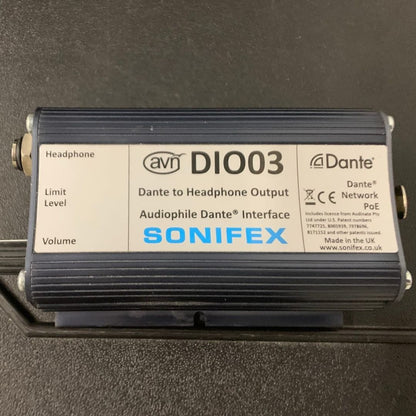 Headphone
Limit
Level
Volume
avn DIO03
Dante to Headphone Output
Audiophile Dante® Interface
SONIFEX
Dante®
Dante®
Network
PoE
CE
Includes license from Audinate Pty
Ltd under U.S. Patent numbers
7747725, 8005939, 7978696,
8171152 and other patents issued.
Made in the UK
www.sonifex.co.uk